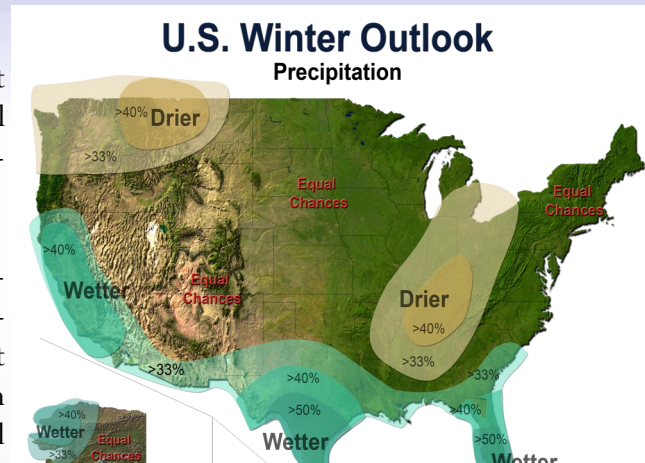 U.S. Winter Outlook
Precipitation
>40% Drier
>33%
Equal
Chances
Equal
Chances
>40%
Wetter
Equal
Chances
Drier
>40%
>33%
>33%
>33%
>40%
>50%
Wetter
>40%
>50%
Wetter
>40%
Wetter
Equal
Chances
>33%